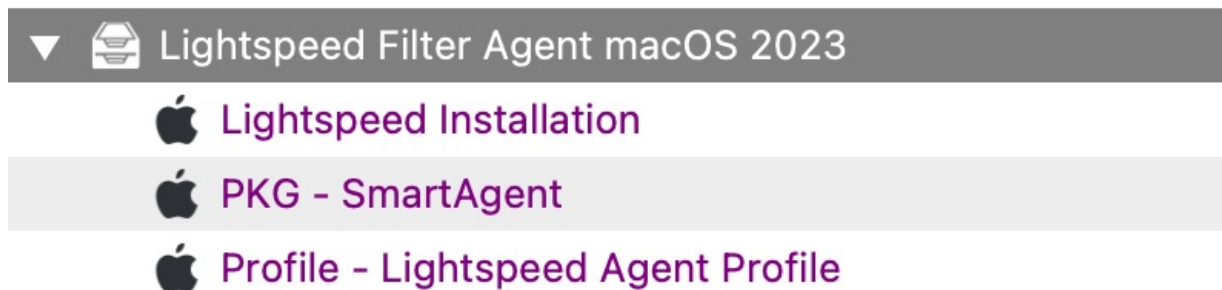 Lightspeed Filter Agent macOS 2023
Lightspeed Installation
PKG - SmartAgent
Profile - Lightspeed Agent Profile